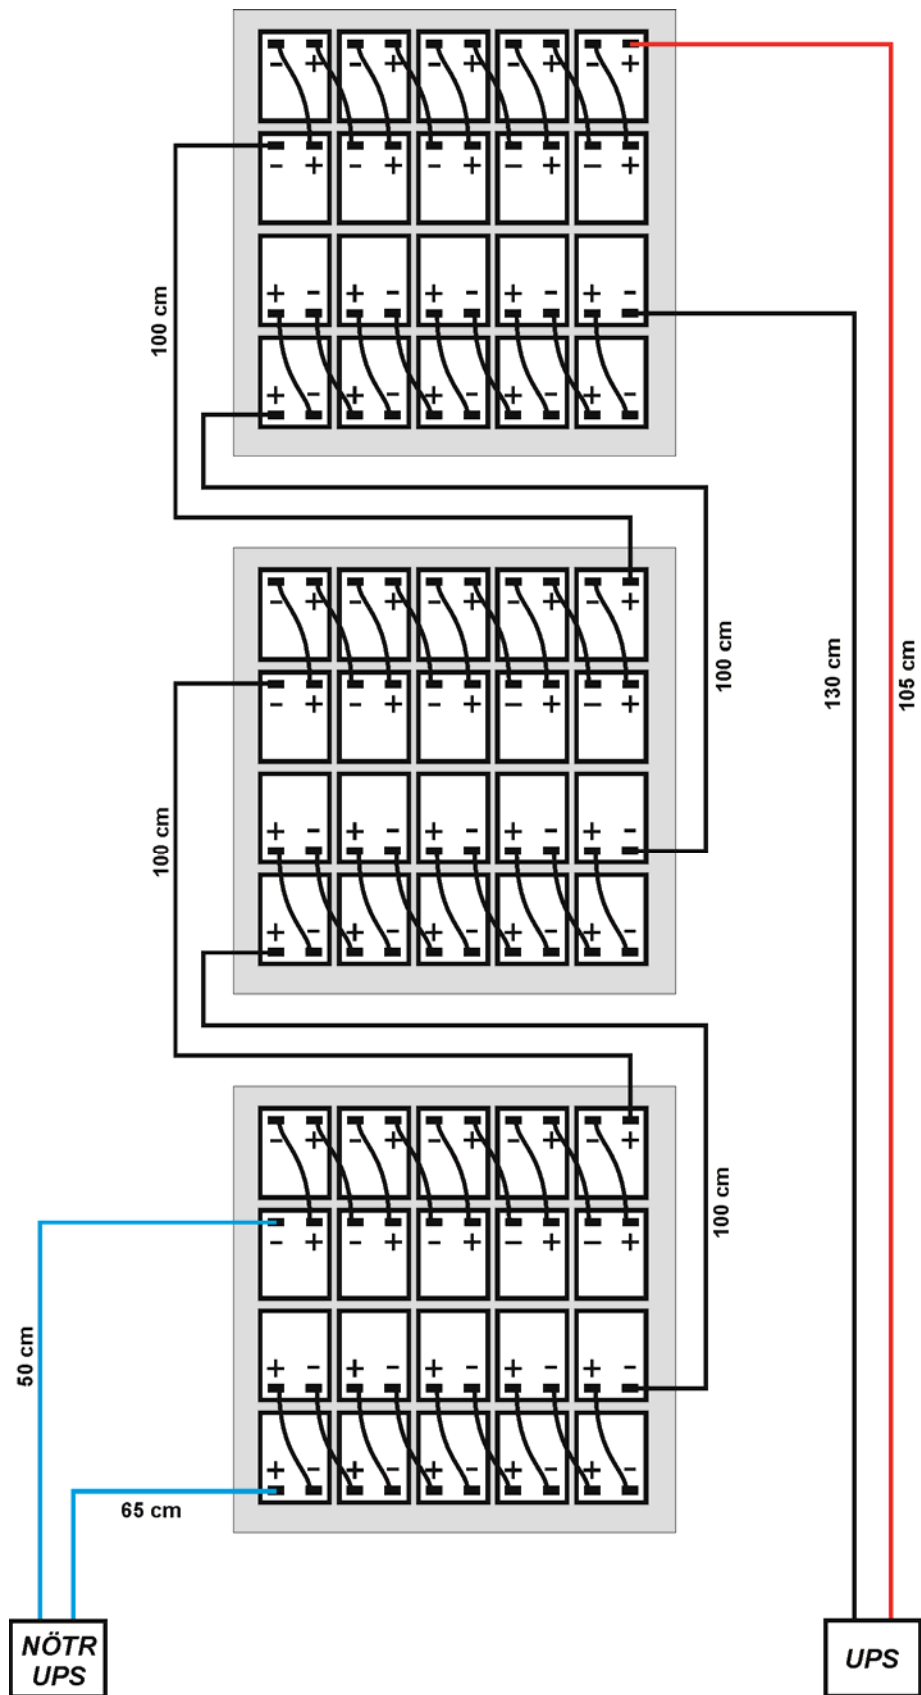 - + - + - + - + - +
- + - + - + - + - +
100 cm
+ - + - + - + - + -
+ - + - + - + - + -
- + - + - + - + - +
100 cm
130 cm
105 cm
- + - + - + - + - +
100 cm
+ - + - + - + - + -
+ - + - + - + - + -
- + - + - + - + - +
100 cm
- + - + - + - + - +
50 cm
+ - + - + - + - + -
+ - + - + - + - + -
65 cm
NÖTR
UPS
UPS